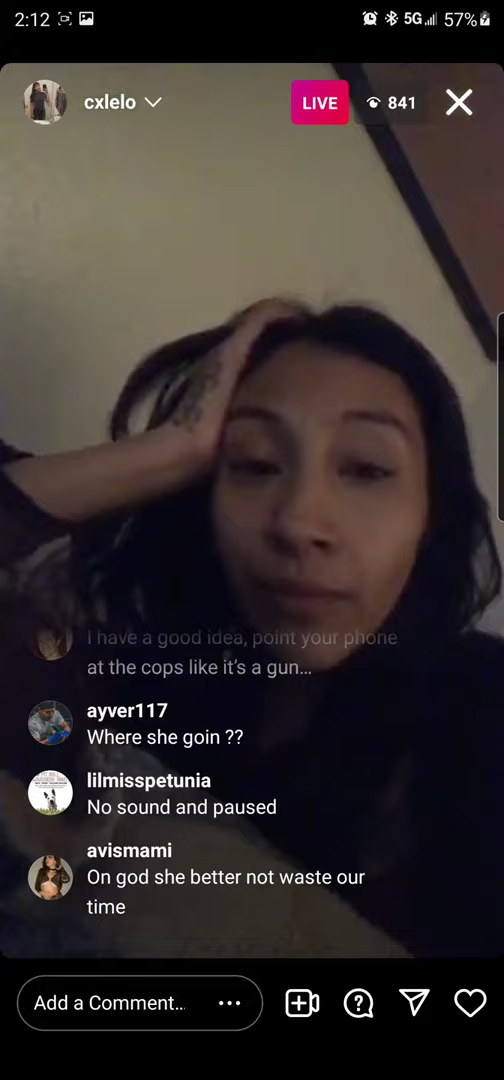 2:12
5G 57%
cxlelo
LIVE
841
I have a good idea, point your phone
at the cops like it's a gun...
ayver117
Where she goin ??
lilmisspetunia
No sound and paused
avismami
On god she better not waste our
time
Add a Comment...